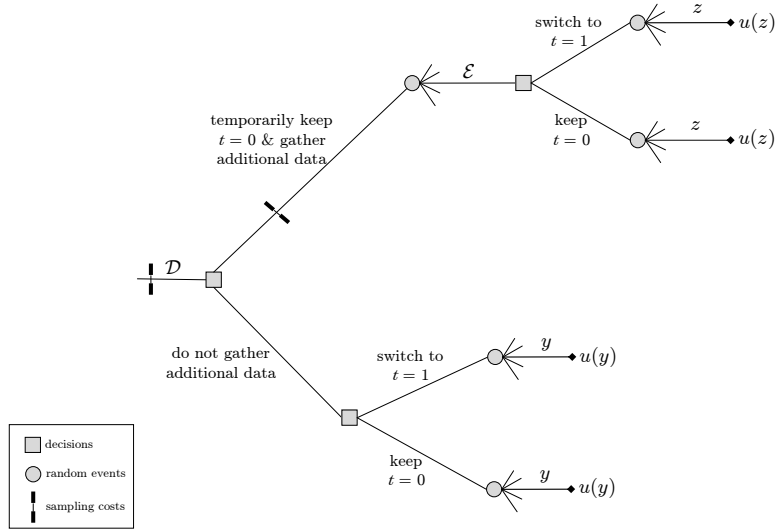 switch to
t = 1
z
u(z)
ℰ
keep
t = 0
z
u(z)
temporarily keep
t = 0 & gather
additional data
𝒟
do not gather
additional data
switch to
t = 1
y
u(y)
keep
t = 0
y
u(y)
decisions
random events
sampling costs